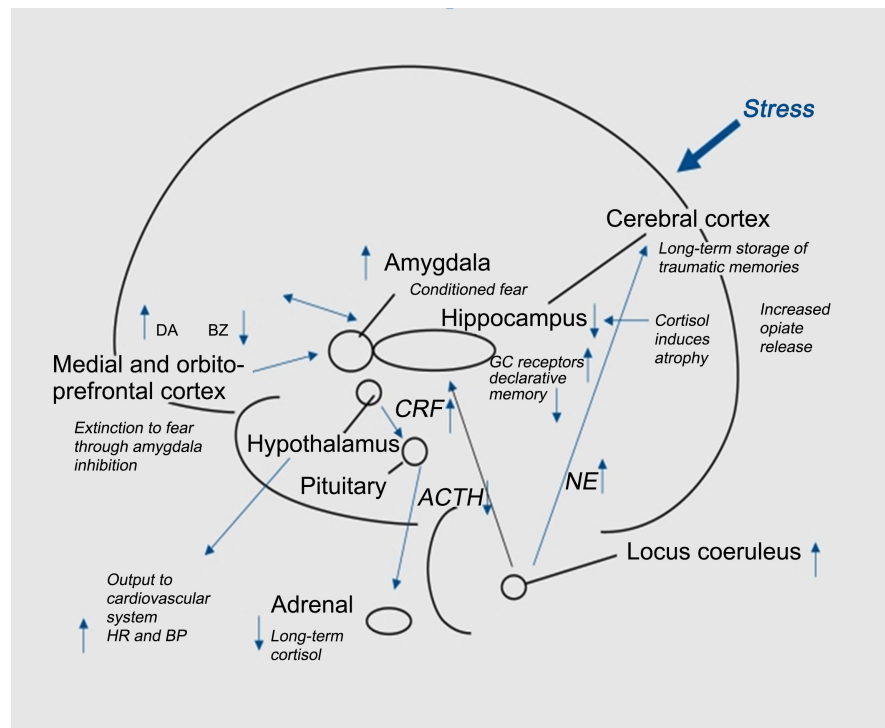 Stress
Cerebral cortex
Long-term storage of
traumatic memories
Amygdala
Conditioned fear
Hippocampus
Increased
opiate
release
Cortisol
induces
atrophy
DA
BZ
Medial and orbito-
prefrontal cortex
GC receptors
declarative
memory
CRF
Extinction to fear
through amygdala
inhibition
Hypothalamus
Pituitary
ACTH
NE
Locus coeruleus
Output to
cardiovascular
system
HR and BP
Adrenal
Long-term
cortisol